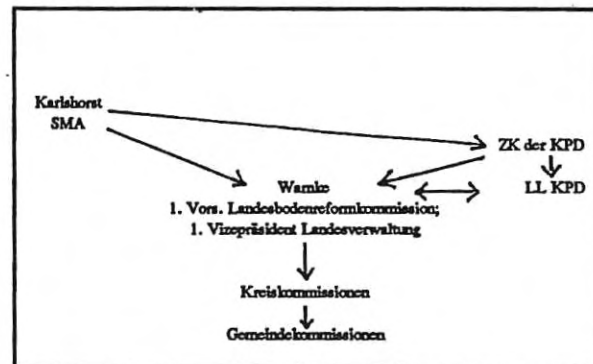 Karlshorst
SMA
ZK der KPD
LL KPD
Warnke
1. Vors. Landesbodenreformkommission;
1. Vizepräsident Landesverwaltung
Kreiskommissionen
Gemeindekommissionen